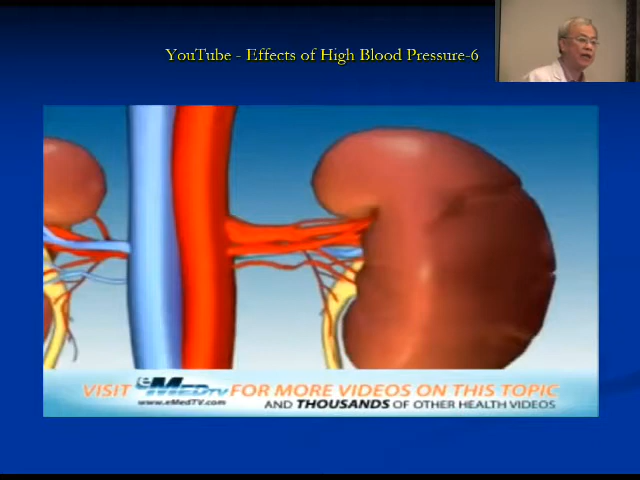 YouTube - Effects of High Blood Pressure-6
VISIT eMedTV FOR MORE VIDEOS ON THIS TOPIC
www.eMedTV.com AND THOUSANDS OF OTHER HEALTH VIDEOS